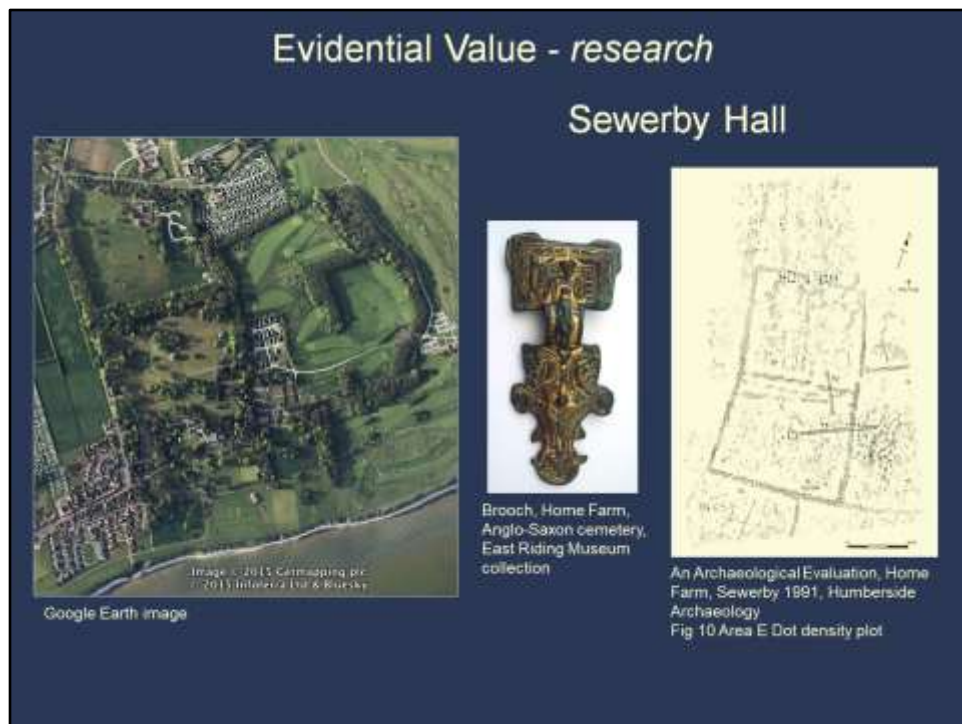 Evidential Value - research
Sewerby Hall
Image © 2015 Getmapping plc
© 2015 Infoterra Ltd & Bluesky
Google Earth image
Brooch, Home Farm,
Anglo-Saxon cemetery,
East Riding Museum
collection
An Archaeological Evaluation, Home
Farm, Sewerby 1991, Humberside
Archaeology
Fig 10 Area E Dot density plot